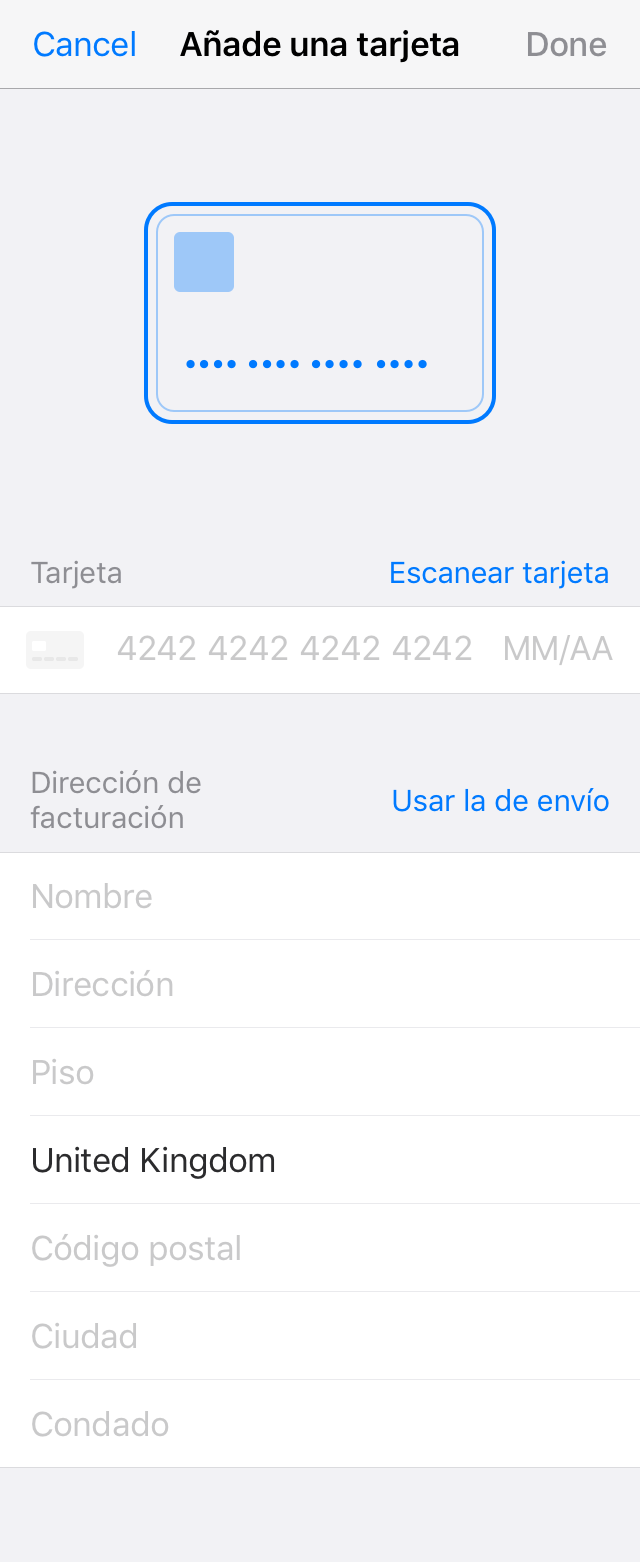 Cancel Añade una tarjeta Done
Tarjeta Escanear tarjeta
4242 4242 4242 4242 MM/AA
Dirección de
facturación
Usar la de envío
Nombre
Dirección
Piso
United Kingdom
Código postal
Ciudad
Condado